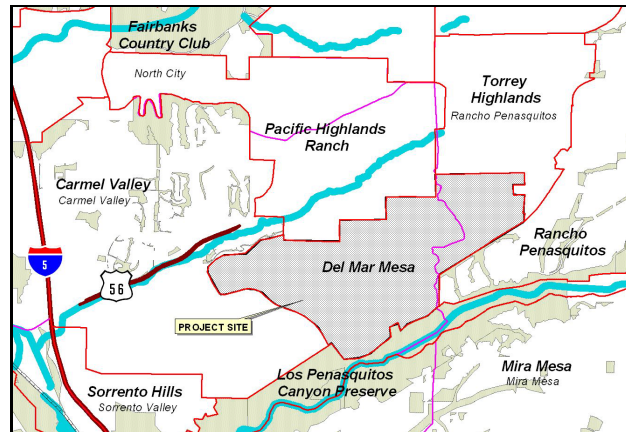 Fairbanks
Country Club
North City
Torrey
Highlands
Rancho Penasquitos
Pacific Highlands
Ranch
Carmel Valley
Carmel Valley
Rancho
Penasquitos
5
56
Del Mar Mesa
PROJECT SITE
Los Penasquitos
Canyon Preserve
Mira Mesa
Mira Mesa
Sorrento Hills
Sorrento Valley